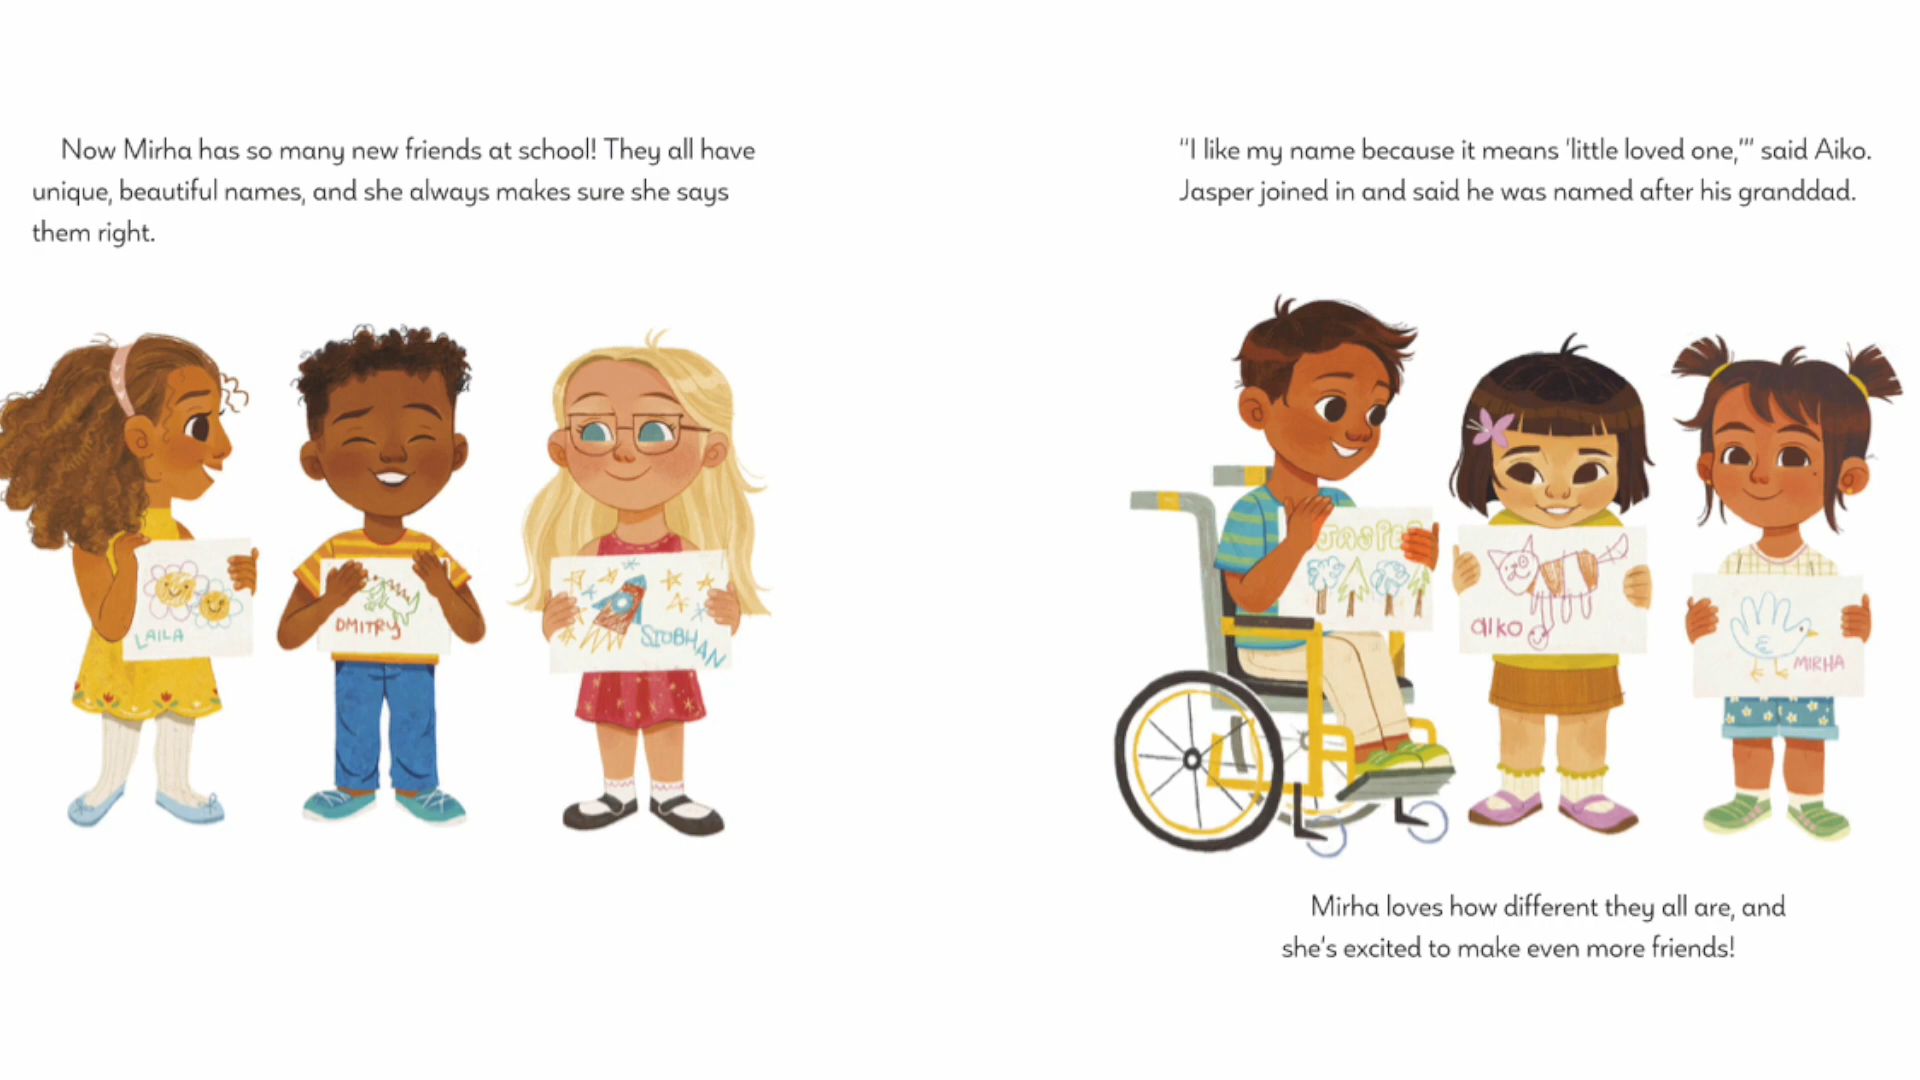 Now Mirha has so many new friends at school! They all have
unique, beautiful names, and she always makes sure she says
them right.
LAILA
DMITRY
SIOBHAN
“I like my name because it means ‘little loved one,’” said Aiko.
Jasper joined in and said he was named after his granddad.
Jasper
aiko
MIRHA
Mirha loves how different they all are, and
she's excited to make even more friends!